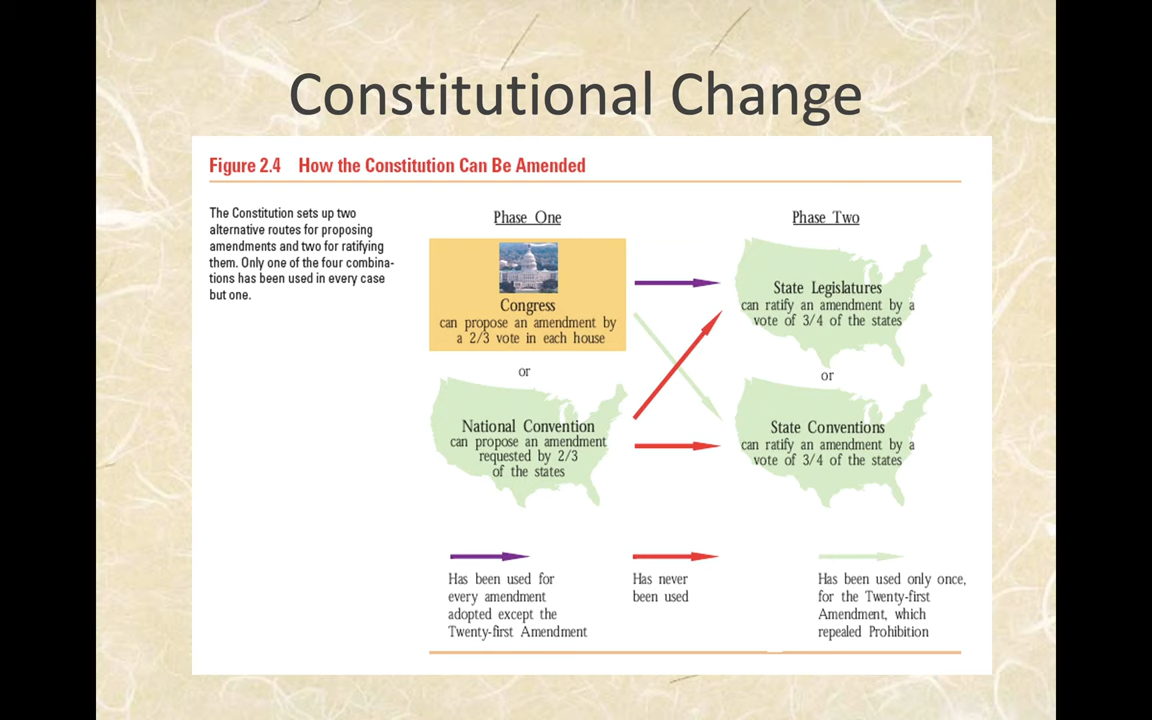 Constitutional Change
Figure 2.4 How the Constitution Can Be Amended
The Constitution sets up two
alternative routes for proposing
amendments and two for ratifying
them. Only one of the four combina-
tions has been used in every case
but one.
Phase One
Congress
can propose an amendment by
a 2/3 vote in each house
or
National Convention
can propose an amendment
requested by 2/3
of the states
Phase Two
State Legislatures
can ratify an amendment by a
vote of 3/4 of the states
or
State Conventions
can ratify an amendment by a
vote of 3/4 of the states
Has been used for
every amendment
adopted except the
Twenty-first Amendment
Has never
been used
Has been used only once,
for the Twenty-first
Amendment, which
repealed Prohibition